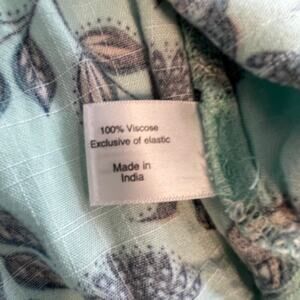 100% Viscose
Exclusive of elastic
Made in
India